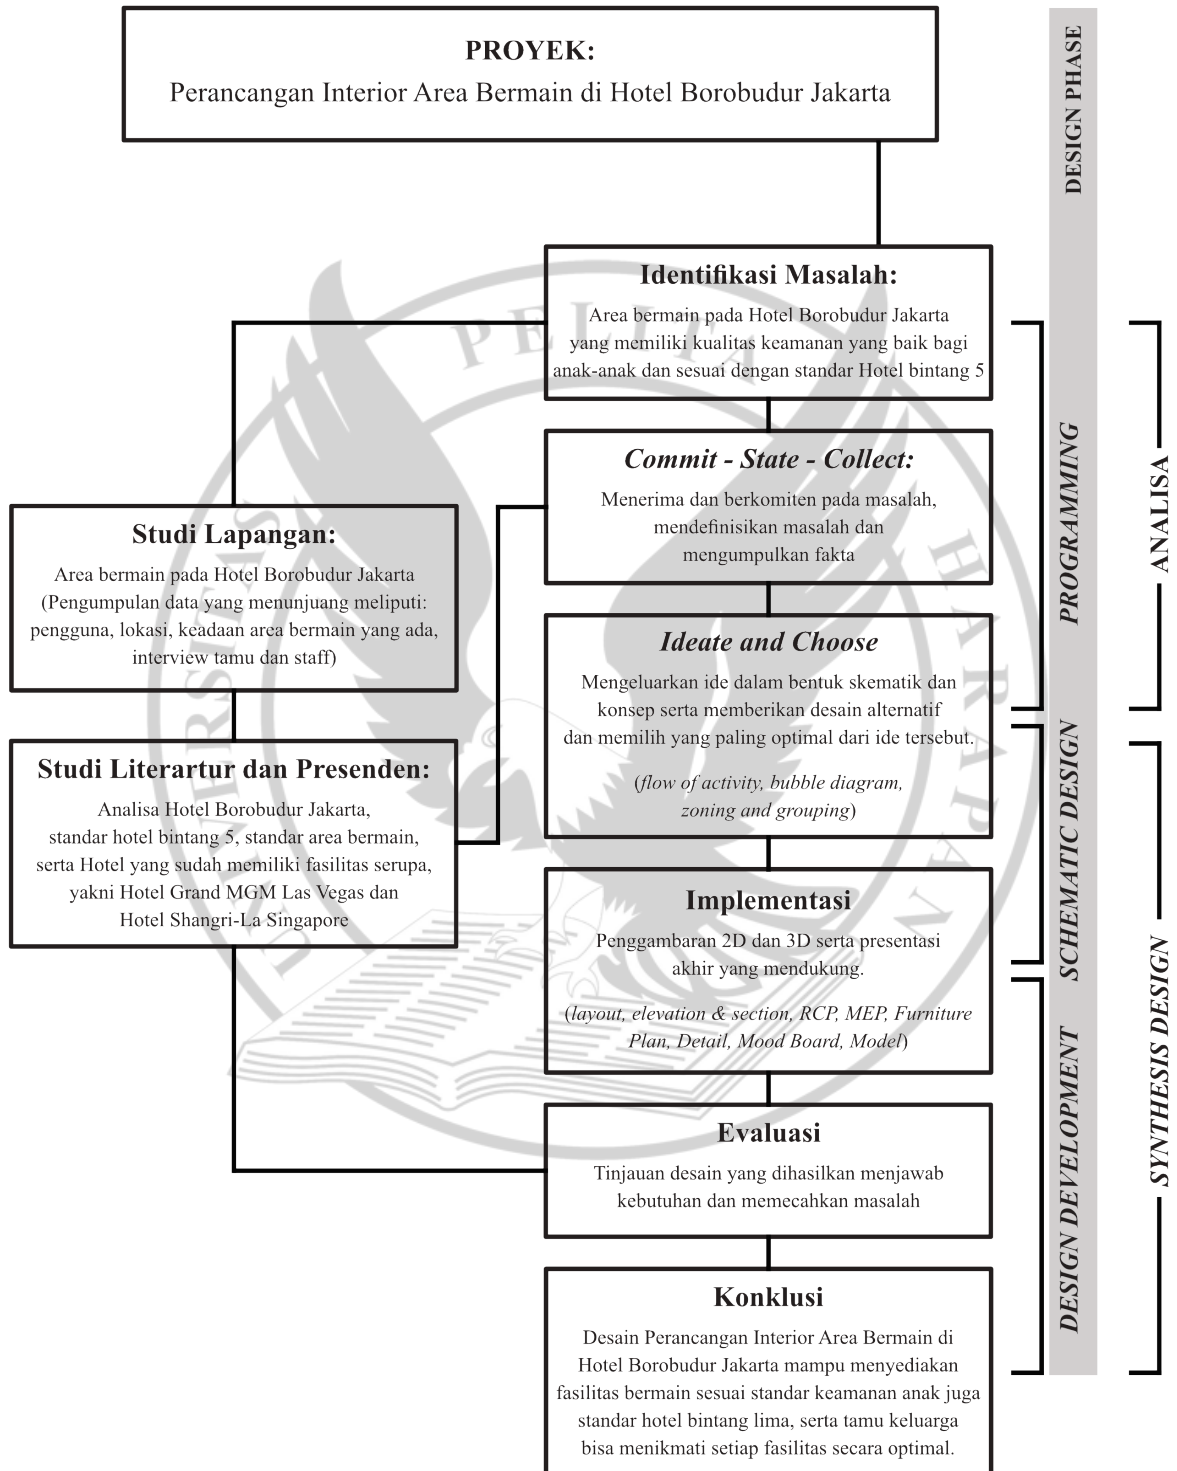 PROYEK:
Perancangan Interior Area Bermain di Hotel Borobudur Jakarta
Identifikasi Masalah:
Area bermain pada Hotel Borobudur Jakarta
yang memiliki kualitas keamanan yang baik bagi
anak-anak dan sesuai dengan standar Hotel bintang 5
Commit - State - Collect:
Menerima dan berkomiten pada masalah,
mendefinisikan masalah dan
mengumpulkan fakta
Studi Lapangan:
Area bermain pada Hotel Borobudur Jakarta
(Pengumpulan data yang menunjuang meliputi:
pengguna, lokasi, keadaan area bermain yang ada,
interview tamu dan staff)
Ideate and Choose
Mengeluarkan ide dalam bentuk skematik dan
konsep serta memberikan desain alternatif
dan memilih yang paling optimal dari ide tersebut.
(flow of activity, bubble diagram,
zoning and grouping)
Studi Literartur dan Presenden:
Analisa Hotel Borobudur Jakarta,
standar hotel bintang 5, standar area bermain,
serta Hotel yang sudah memiliki fasilitas serupa,
yakni Hotel Grand MGM Las Vegas dan
Hotel Shangri-La Singapore
Implementasi
Penggambaran 2D dan 3D serta presentasi
akhir yang mendukung.
(layout, elevation & section, RCP, MEP, Furniture
Plan, Detail, Mood Board, Model)
Evaluasi
Tinjauan desain yang dihasilkan menjawab
kebutuhan dan memecahkan masalah
Konklusi
Desain Perancangan Interior Area Bermain di
Hotel Borobudur Jakarta mampu menyediakan
fasilitas bermain sesuai standar keamanan anak juga
standar hotel bintang lima, serta tamu keluarga
bisa menikmati setiap fasilitas secara optimal.
DESIGN PHASE
PROGRAMMING
SCHEMATIC DESIGN
DESIGN DEVELOPMENT
ANALISA
SYNTHESIS DESIGN
UNIVERSITAS PELITA HARAPAN